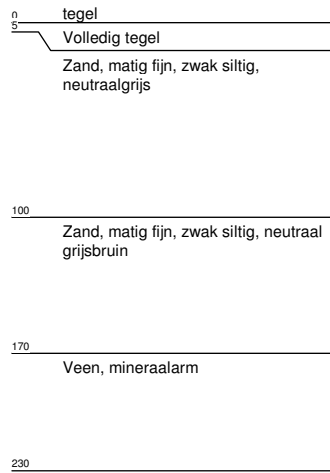 0 tegel
5
Volledig tegel
Zand, matig fijn, zwak siltig,
neutraalgrijs
100
Zand, matig fijn, zwak siltig, neutraal
grijsbruin
170
Veen, mineraalarm
230